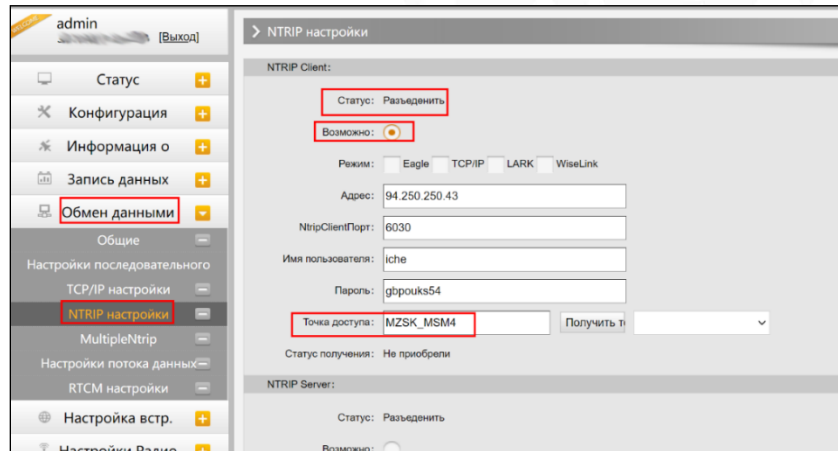 admin
[Выход]
Статус
Конфигурация
Информация о
Запись данных
Обмен данными
Общие
Настройки последовательного
TCP/IP настройки
NTRIP настройки
MultipleNtrip
Настройки потока данных
RTCM настройки
Настройка встр.
Настройки Радио
NTRIP настройки
NTRIP Client:
Статус: Разъеденить
Возможно:
Режим: Eagle TCP/IP LARK WiseLink
Адрес: 94.250.250.43
NtripClientПорт: 6030
Имя пользователя: iche
Пароль: gbpouks54
Точка доступа: MZSK_MSM4 Получить т
Статус получения: Не приобрели
NTRIP Server:
Статус: Разъеденить
Возможно: